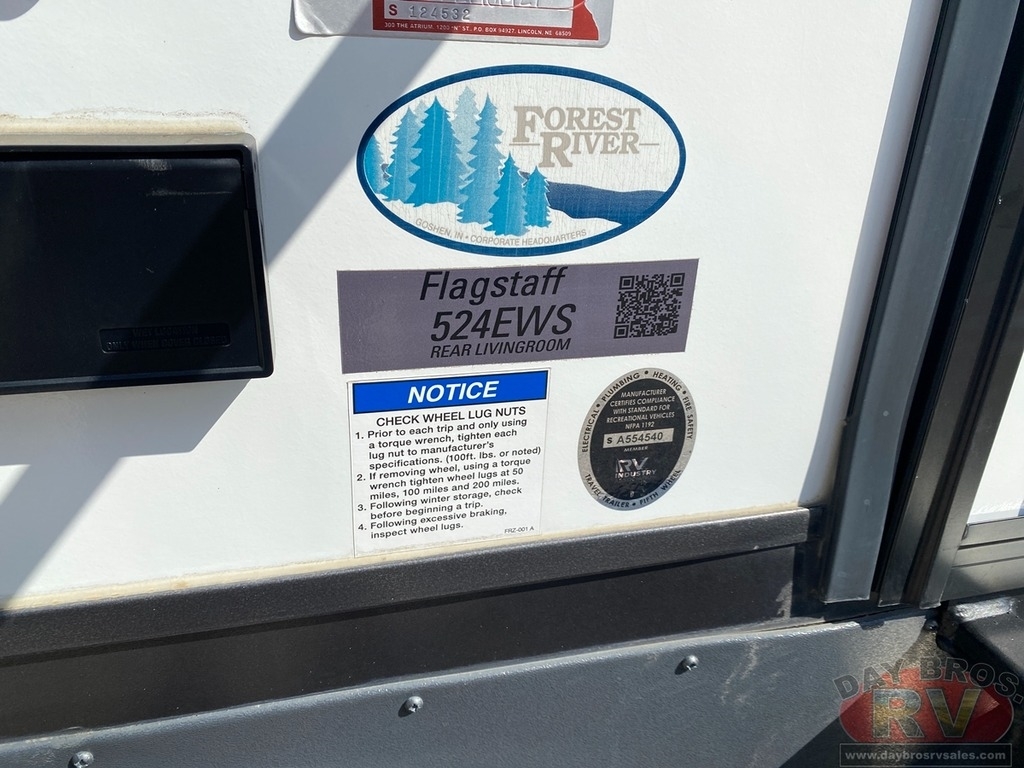 S 124532
300 THE ATRIUM, 1200 "N" ST., P.O. BOX 94927, LINCOLN, NE 68509
FOREST
RIVER
GOSHEN, IN • CORPORATE HEADQUARTERS
Flagstaff
524EWS
REAR LIVINGROOM
NOTICE
CHECK WHEEL LUG NUTS
1. Prior to each trip and only using
a torque wrench, tighten each
lug nut to manufacturer's
specifications. (100ft. lbs. or noted)
2. If removing wheel, using a torque
wrench tighten wheel lugs at 50
miles, 100 miles and 200 miles.
3. Following winter storage, check
before beginning a trip.
4. Following excessive braking,
inspect wheel lugs.
FRZ-001 A
ELECTRICAL • PLUMBING • HEATING • FIRE SAFETY
MANUFACTURER
CERTIFIES COMPLIANCE
WITH STANDARD FOR
RECREATIONAL VEHICLES
NFPA 1192
S A554540
MEMBER
RV
INDUSTRY
TRAVEL TRAILER • FIFTH WHEEL
DAY BROS.
RV
www.daybrosrvsales.com